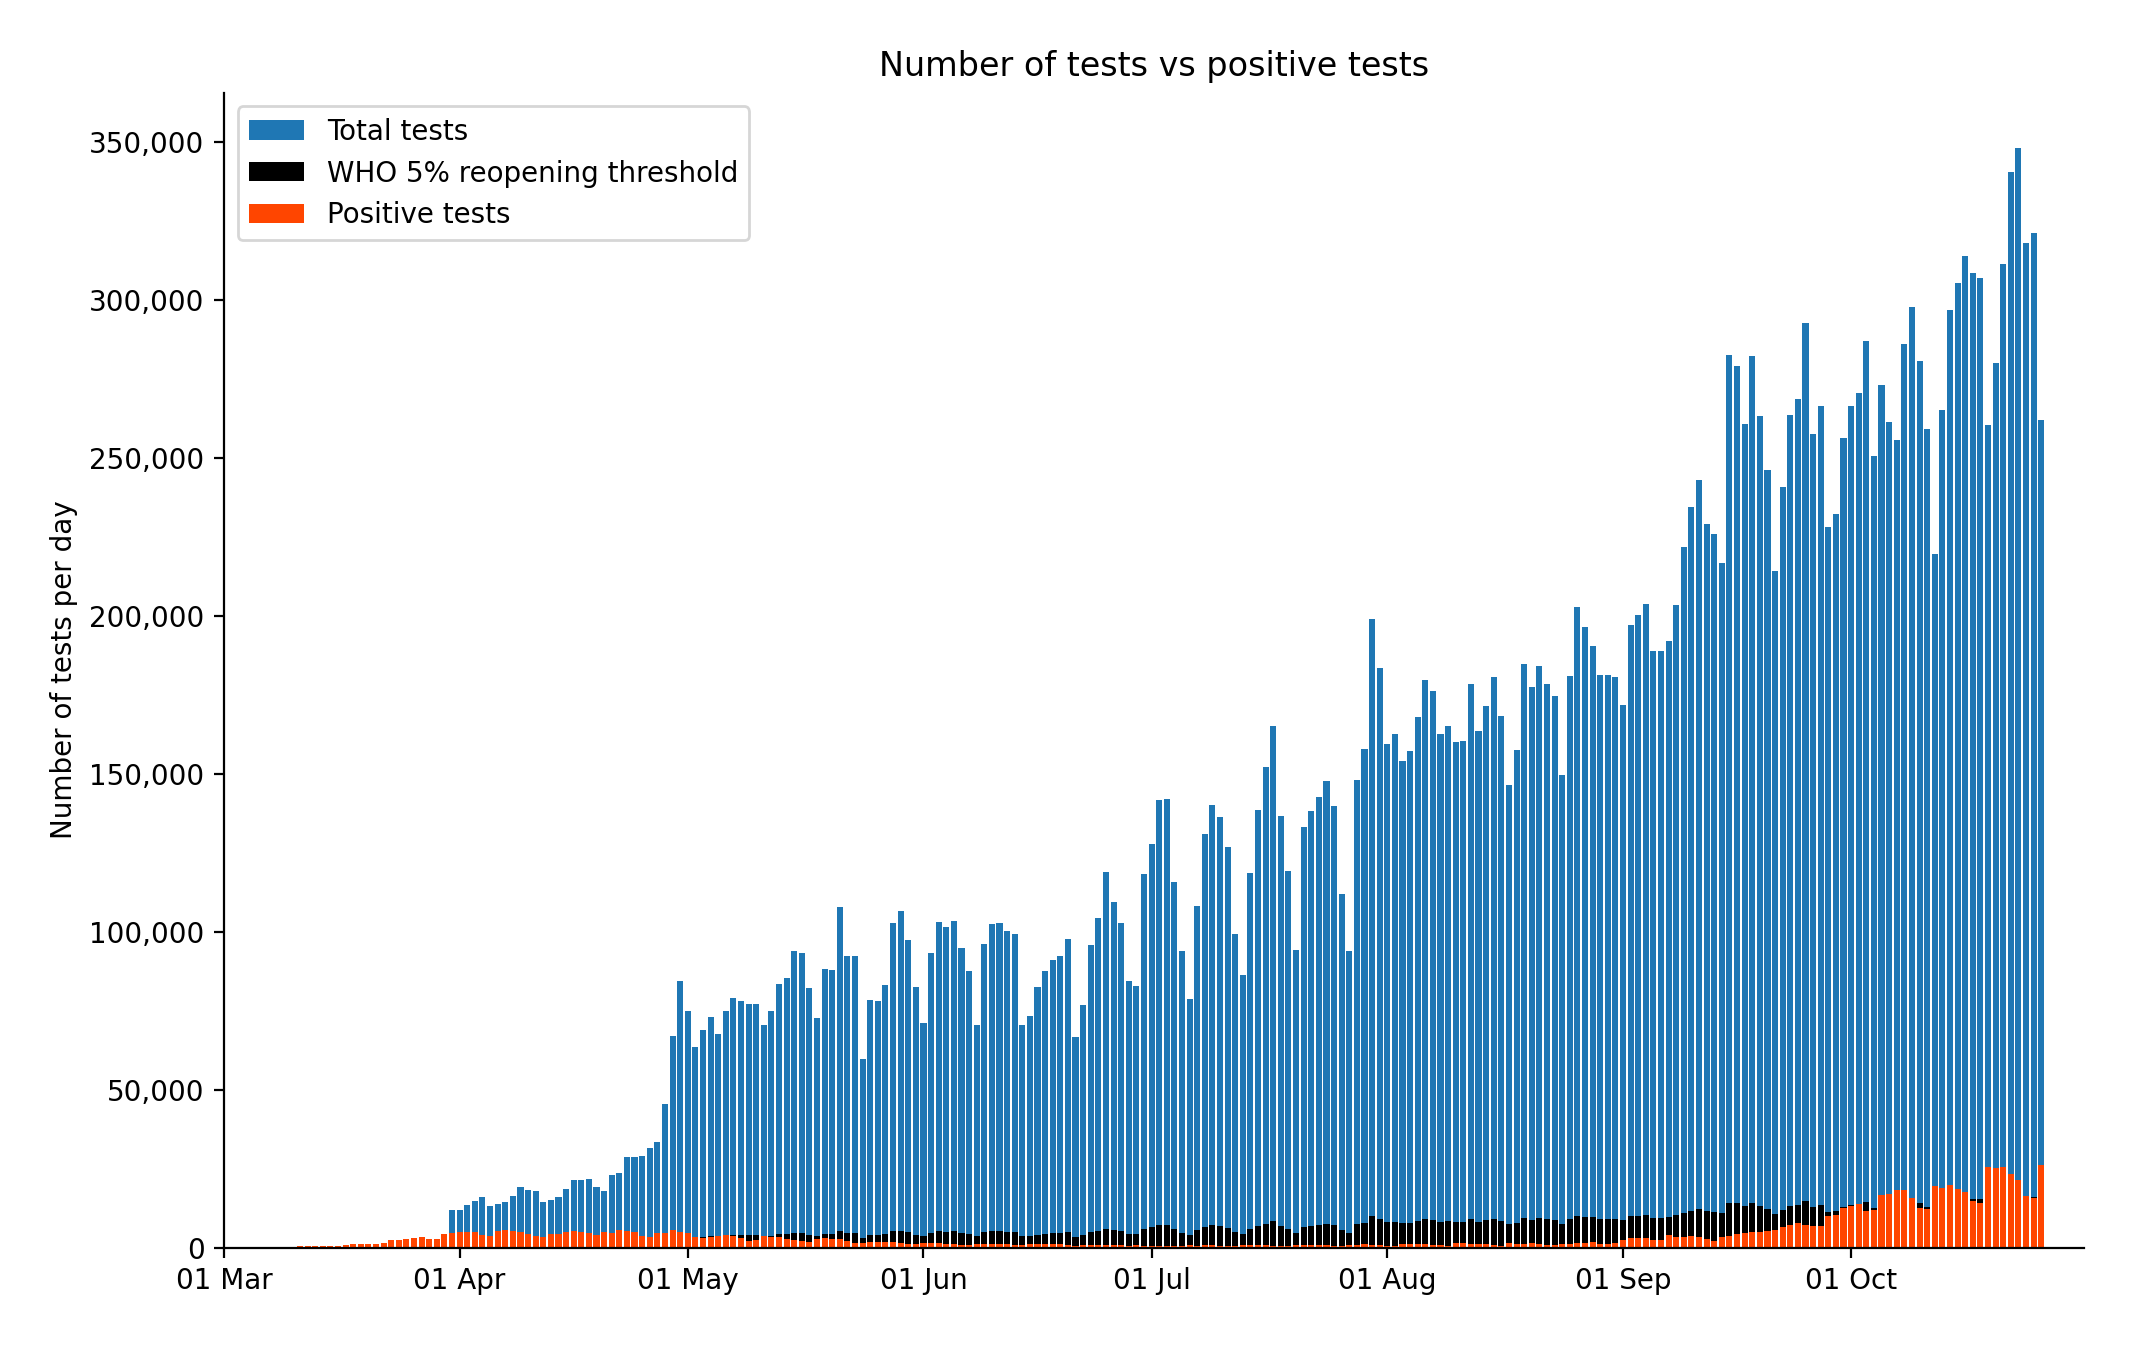 Number of tests vs positive tests
Total tests
WHO 5% reopening threshold
Positive tests
Number of tests per day
350,000
300,000
250,000
200,000
150,000
100,000
50,000
0
01 Mar
01 Apr
01 May
01 Jun
01 Jul
01 Aug
01 Sep
01 Oct